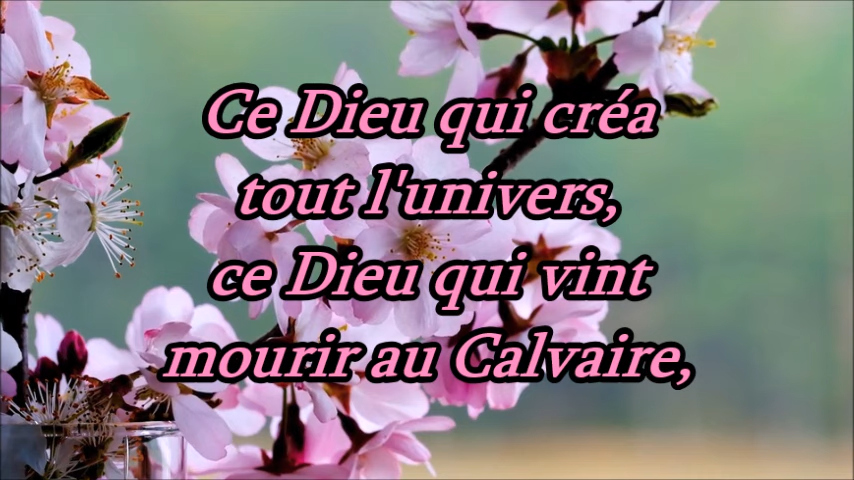 Ce Dieu qui créa
tout l'univers,
ce Dieu qui vint
mourir au Calvaire,